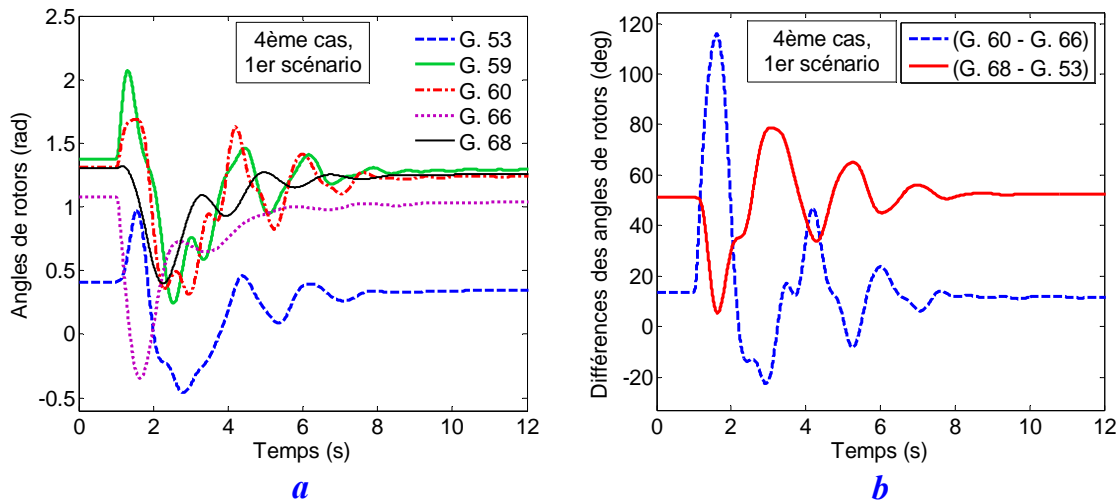 2.5
2
1.5
1
0.5
0
-0.5
0
2
4
6
8
10
12
Angles de rotors (rad)
Temps (s)
4ème cas,
1er scénario
G. 53
G. 59
G. 60
G. 66
G. 68
a
120
100
80
60
40
20
0
-20
0
2
4
6
8
10
12
Différences des angles de rotors (deg)
Temps (s)
4ème cas,
1er scénario
(G. 60 - G. 66)
(G. 68 - G. 53)
b